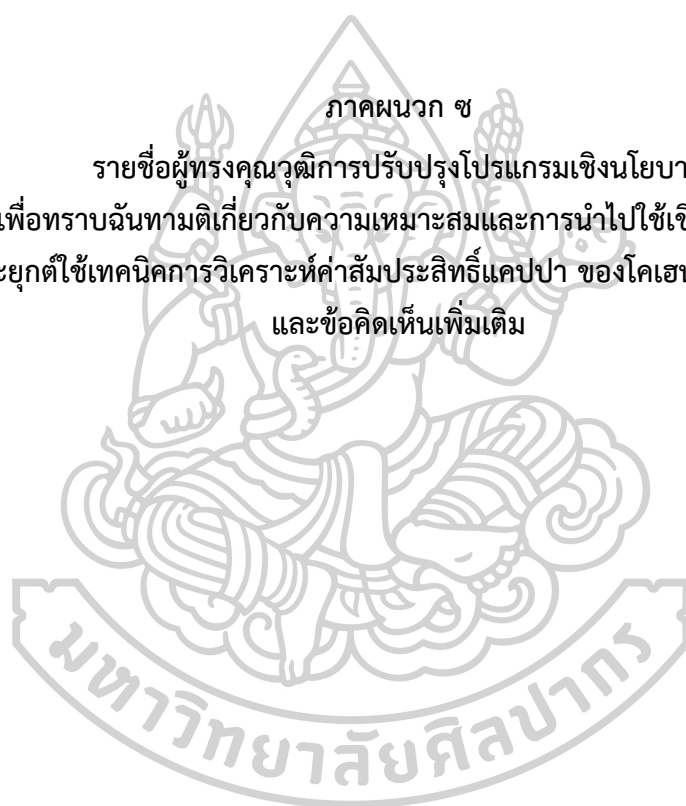 ภาคผนวก ซ
รายชื่อผู้ทรงคุณวุฒิการปรับปรุงโปรแกรมเชิงนโยบา
เพื่อทราบฉันทามติเกี่ยวกับความเหมาะสมและการนำไปใช้เชิ
ะยุกต์ใช้เทคนิคการวิเคราะห์ค่าสัมประสิทธิ์แคปปา ของโคเฮน
และข้อคิดเห็นเพิ่มเติม
มหาวิทยาลัยศิลปากร